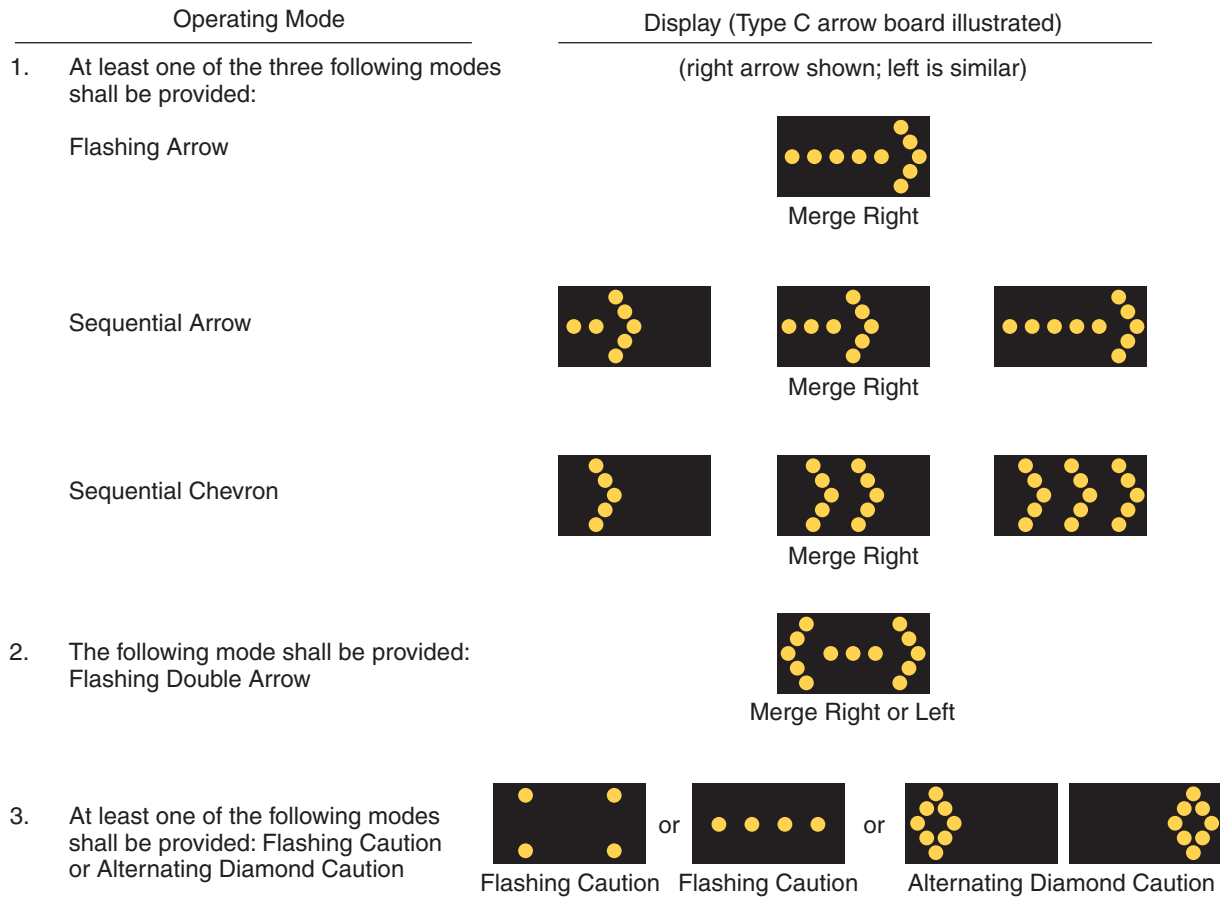 Operating Mode
Display (Type C arrow board illustrated)
1. At least one of the three following modes
shall be provided:
(right arrow shown; left is similar)
Flashing Arrow
Merge Right
Sequential Arrow
Merge Right
Sequential Chevron
Merge Right
2. The following mode shall be provided:
Flashing Double Arrow
Merge Right or Left
3. At least one of the following modes
shall be provided: Flashing Caution
or Alternating Diamond Caution
or
or
Flashing Caution
Flashing Caution
Alternating Diamond Caution